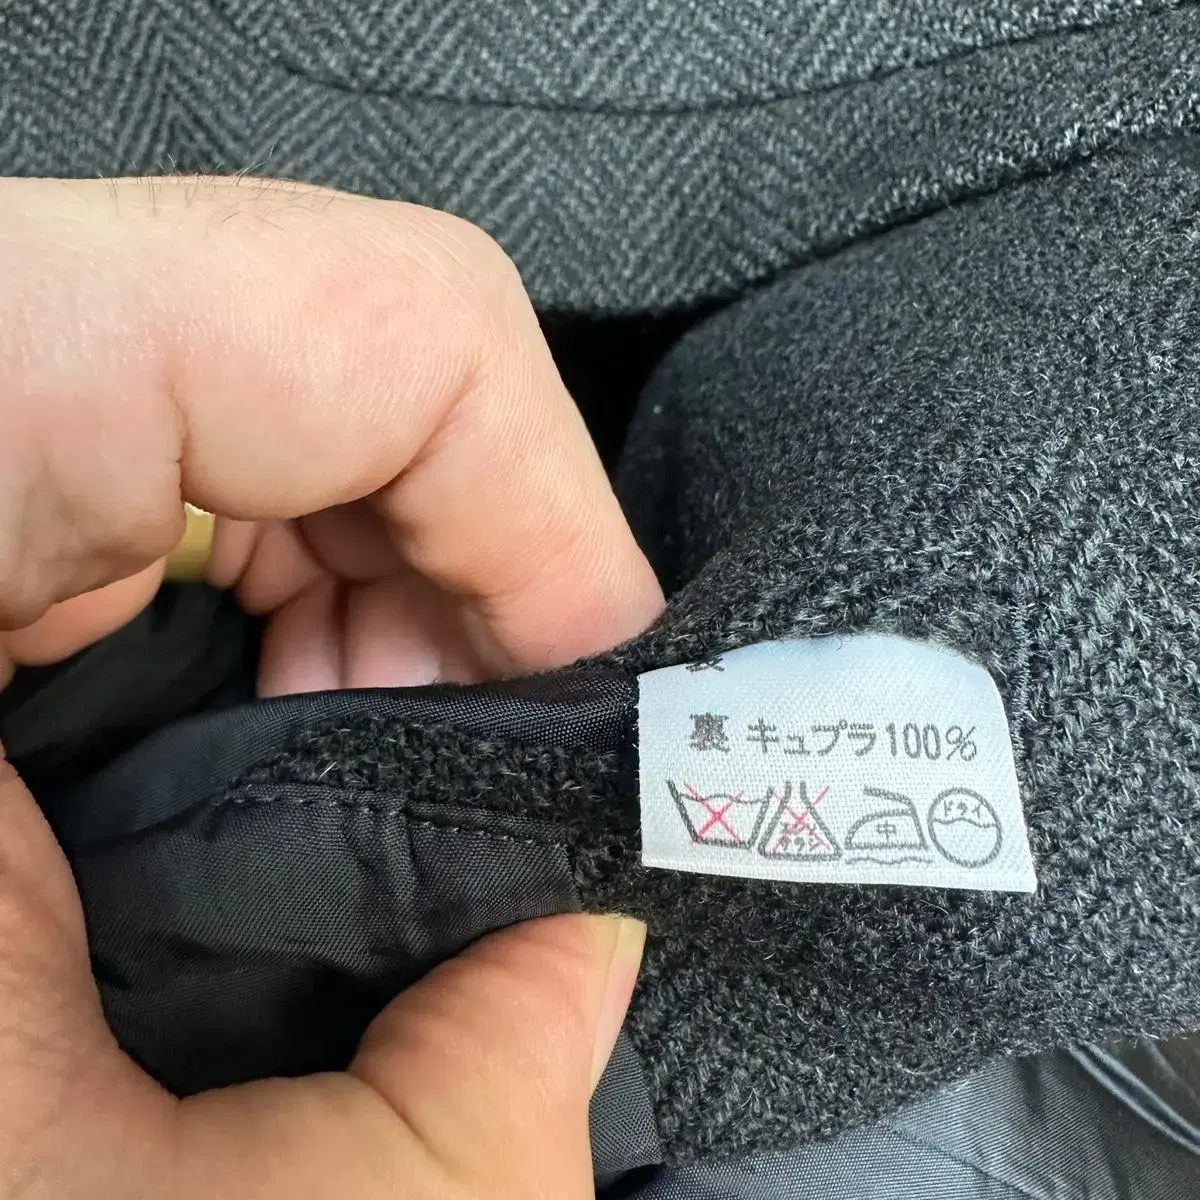 裏 キュプラ100%
中 ドライ